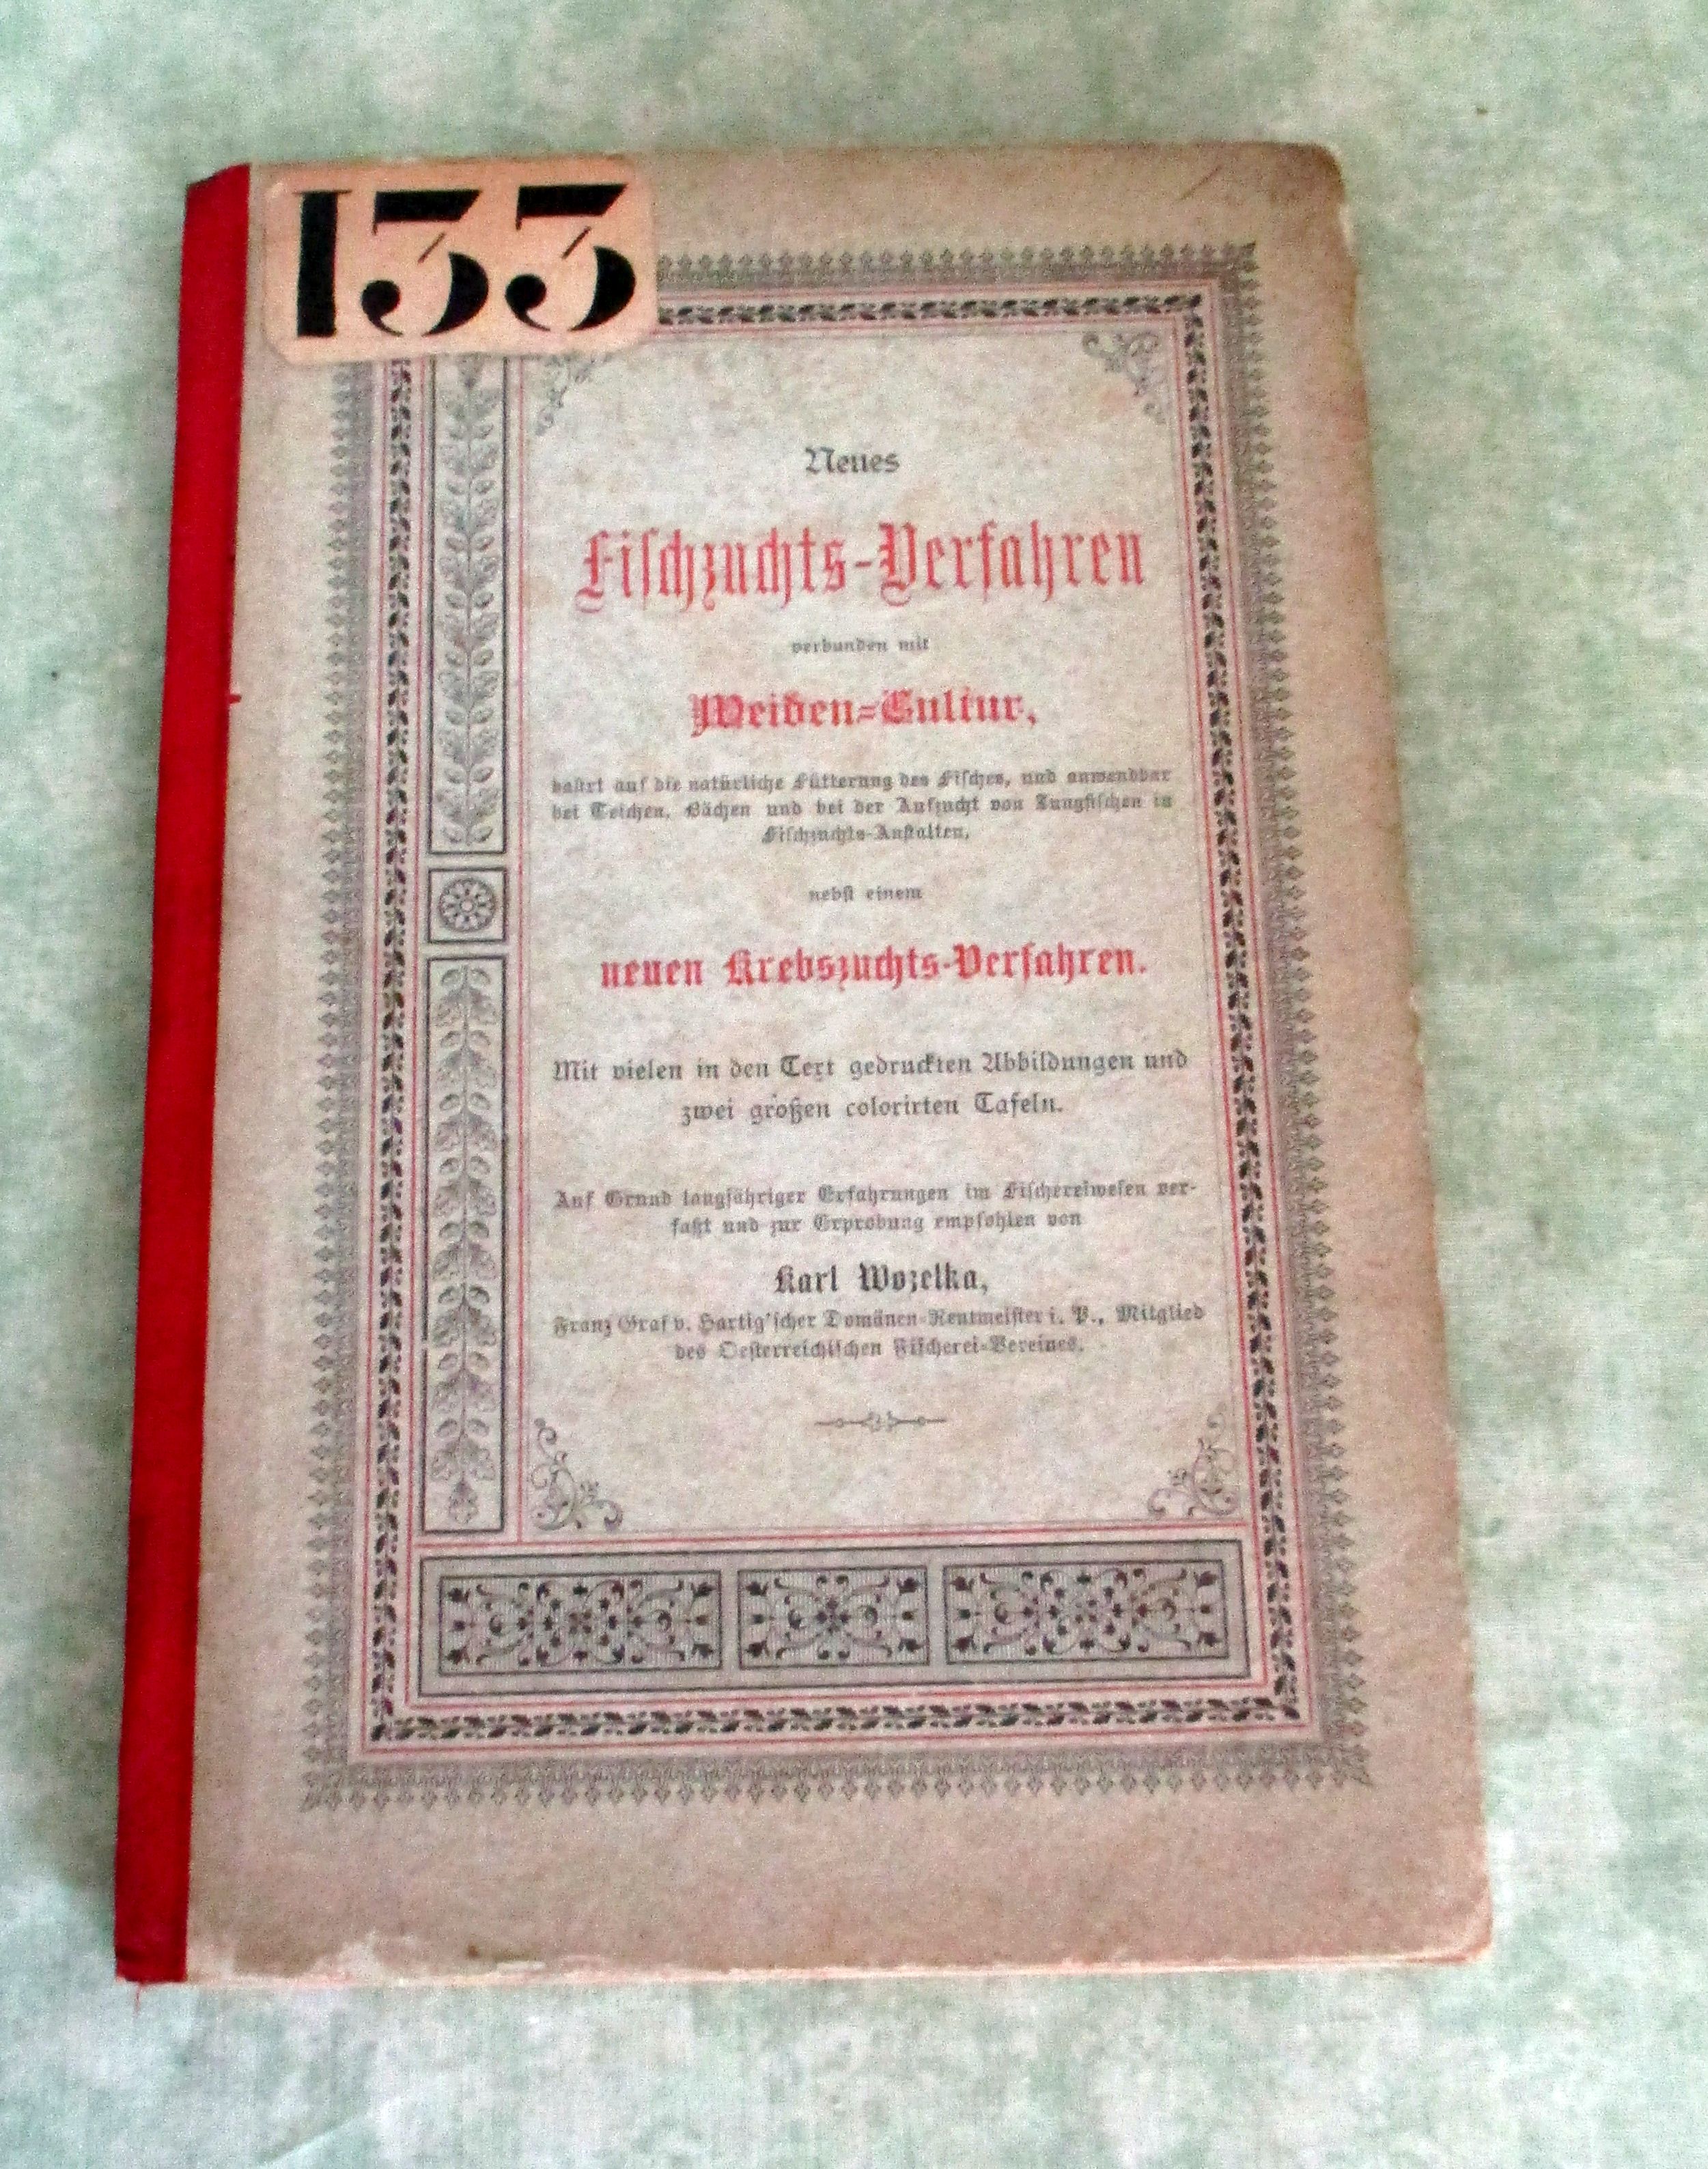 133
Neues
Fischzuchts-Verfahren
verbunden mit
Weiden-Cultur,
basirt auf die natürliche Fütterung des Fisches, und anwendbar
bei Teichen, Bächen und bei der Aufzucht von Jungfischen in
Fischzuchts-Anstalten,
nebst einem
neuen Krebszuchts-Verfahren.
Mit vielen in den Text gedruckten Abbildungen und
zwei großen colorirten Tafeln.
Auf Grund langjähriger Erfahrungen im Fischereiwesen ver-
faßt und zur Erprobung empfohlen von
Karl Wozelka,
Franz Graf v. Hartig'scher Domänen-Rentmeister i. P., Mitglied
des Oesterreichischen Fischerei-Vereines.